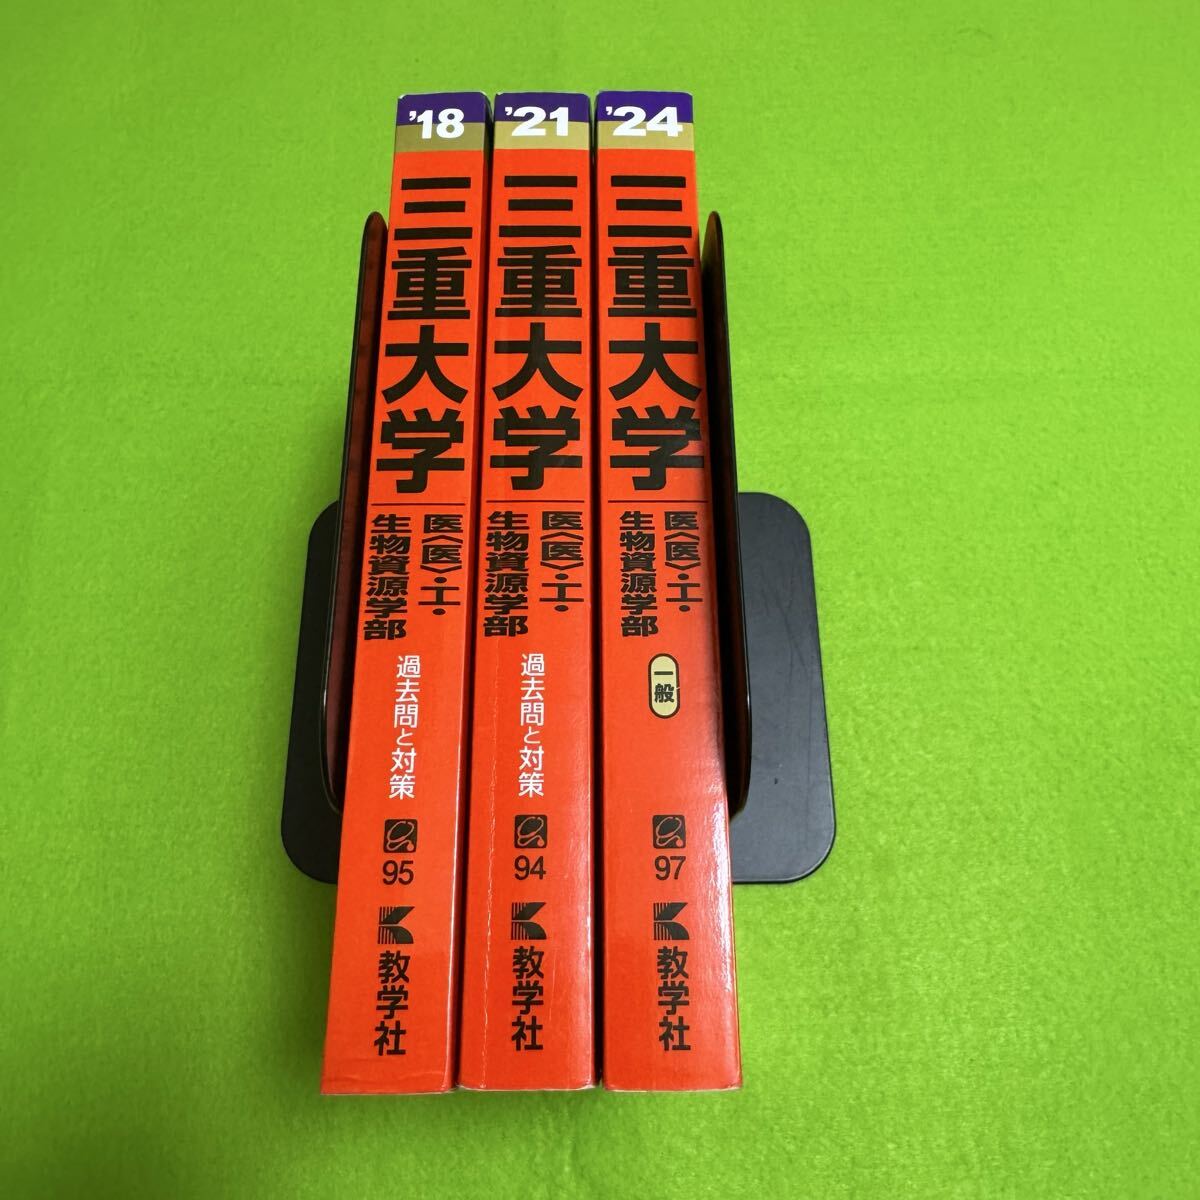 '18
三重大学
医〈医〉・工・
生物資源学部
過去問と対策
95
教学社
'21
三重大学
医〈医〉・工・
生物資源学部
過去問と対策
94
教学社
'24
三重大学
医〈医〉・工・
生物資源学部
一般
97
教学社